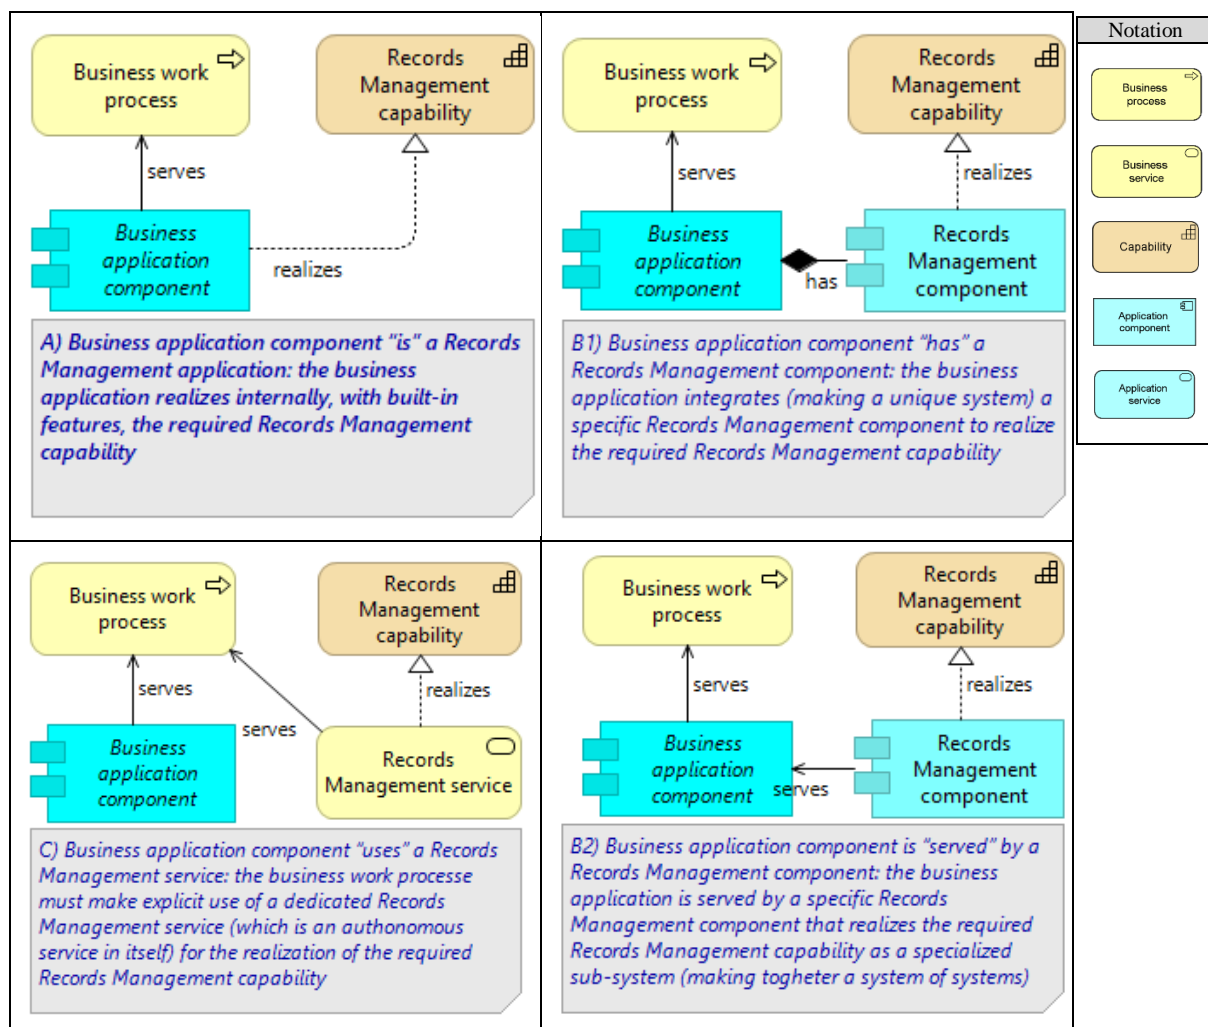 Business work
process
Records
Management
capability
serves
realizes
Business
application
component
A) Business application component "is" a Records
Management application: the business
application realizes internally, with built-in
features, the required Records Management
capability
Business work
process
Records
Management
capability
serves
realizes
Business
application
component
has
Records
Management
component
B1) Business application component "has" a
Records Management component: the business
application integrates (making a unique system) a
specific Records Management component to realize
the required Records Management capability
Notation
Business
process
Business
service
Capability
Application
component
Application
service
Business work
process
Records
Management
capability
serves
realizes
serves
Business
application
component
Records
Management service
C) Business application component "uses" a Records
Management service: the business work processe
must make explicit use of a dedicated Records
Management service (which is an authonomous
service in itself) for the realization of the required
Records Management capability
Business work
process
Records
Management
capability
serves
realizes
Business
application
component
serves
Records
Management
component
B2) Business application component is "served" by a
Records Management component: the business
application is served by a specific Records
Management component that realizes the required
Records Management capability as a specialized
sub-system (making togheter a system of systems)